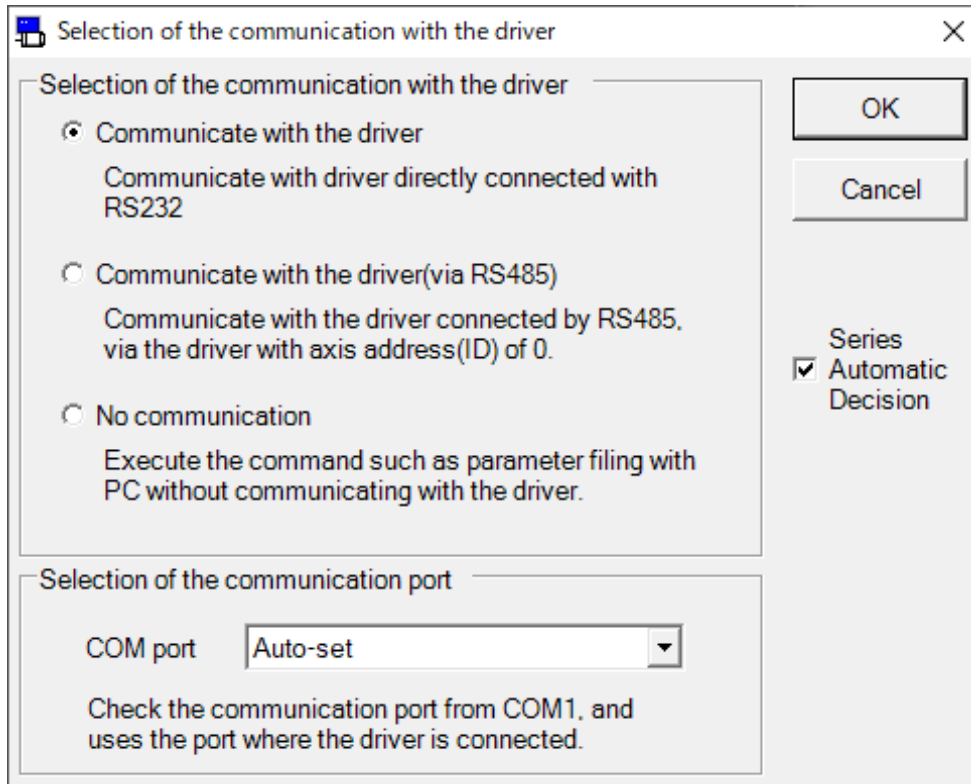 Selection of the communication with the driver
Selection of the communication with the driver
Communicate with the driver
Communicate with driver directly connected with
RS232
Communicate with the driver(via RS485)
Communicate with the driver connected by RS485,
via the driver with axis address(ID) of 0.
No communication
Execute the command such as parameter filing with
PC without communicating with the driver.
OK
Cancel
Series
Automatic
Decision
Selection of the communication port
COM port
Auto-set
Check the communication port from COM1, and
uses the port where the driver is connected.